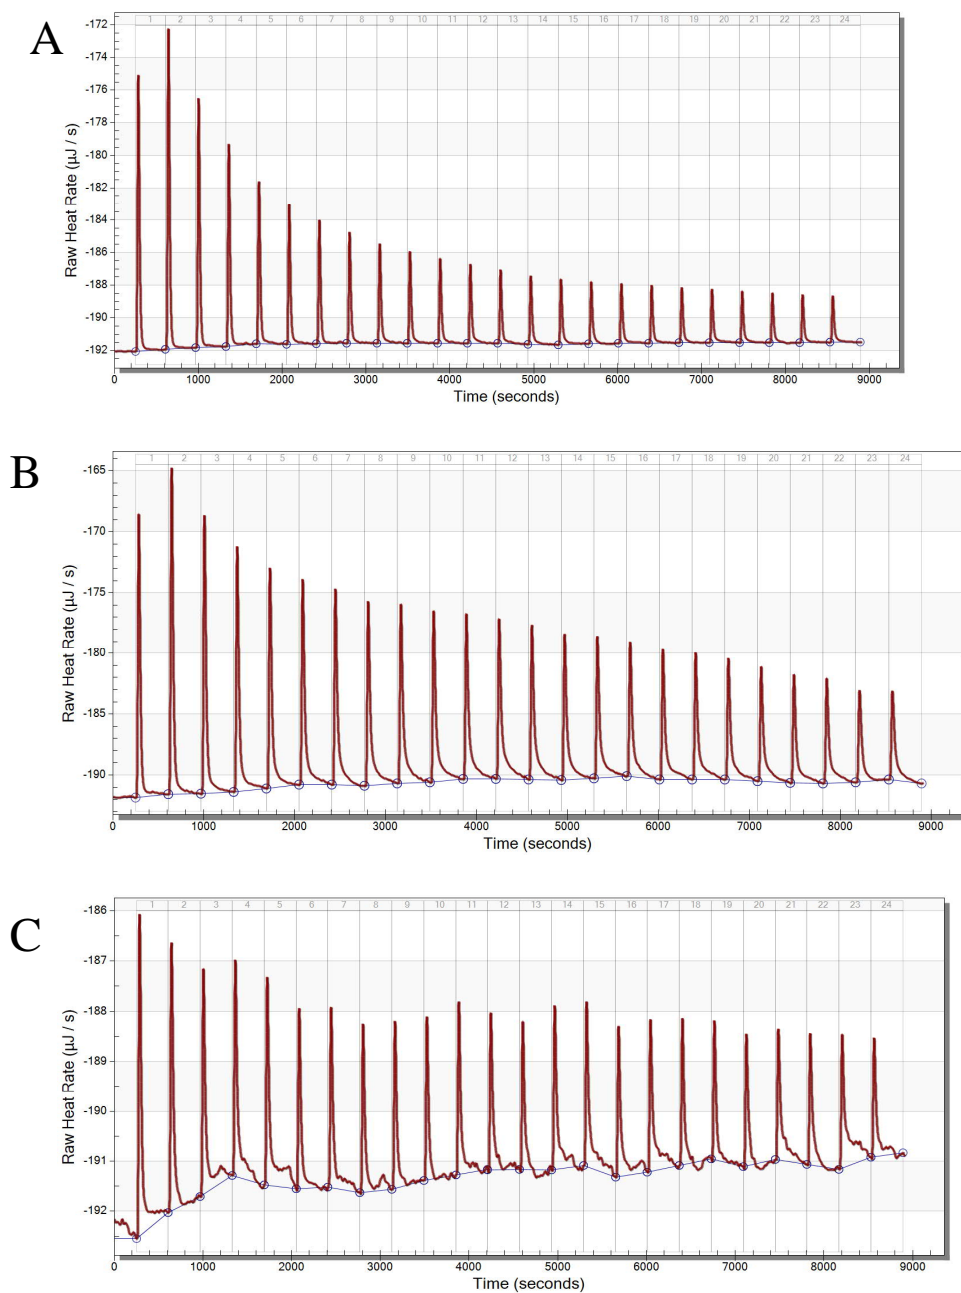 A
1 2 3 4 5 6 7 8 9 10 11 12 13 14 15 16 17 18 19 20 21 22 23 24
-172
-174
-176
-178
-180
-182
-184
-186
-188
-190
-192
Raw Heat Rate (µJ / s)
0 1000 2000 3000 4000 5000 6000 7000 8000 9000
Time (seconds)
B
1 2 3 4 5 6 7 8 9 10 11 12 13 14 15 16 17 18 19 20 21 22 23 24
-165
-170
-175
-180
-185
-190
Raw Heat Rate (µJ / s)
0 1000 2000 3000 4000 5000 6000 7000 8000 9000
Time (seconds)
C
1 2 3 4 5 6 7 8 9 10 11 12 13 14 15 16 17 18 19 20 21 22 23 24
-186
-187
-188
-189
-190
-191
-192
Raw Heat Rate (µJ / s)
0 1000 2000 3000 4000 5000 6000 7000 8000 9000
Time (seconds)